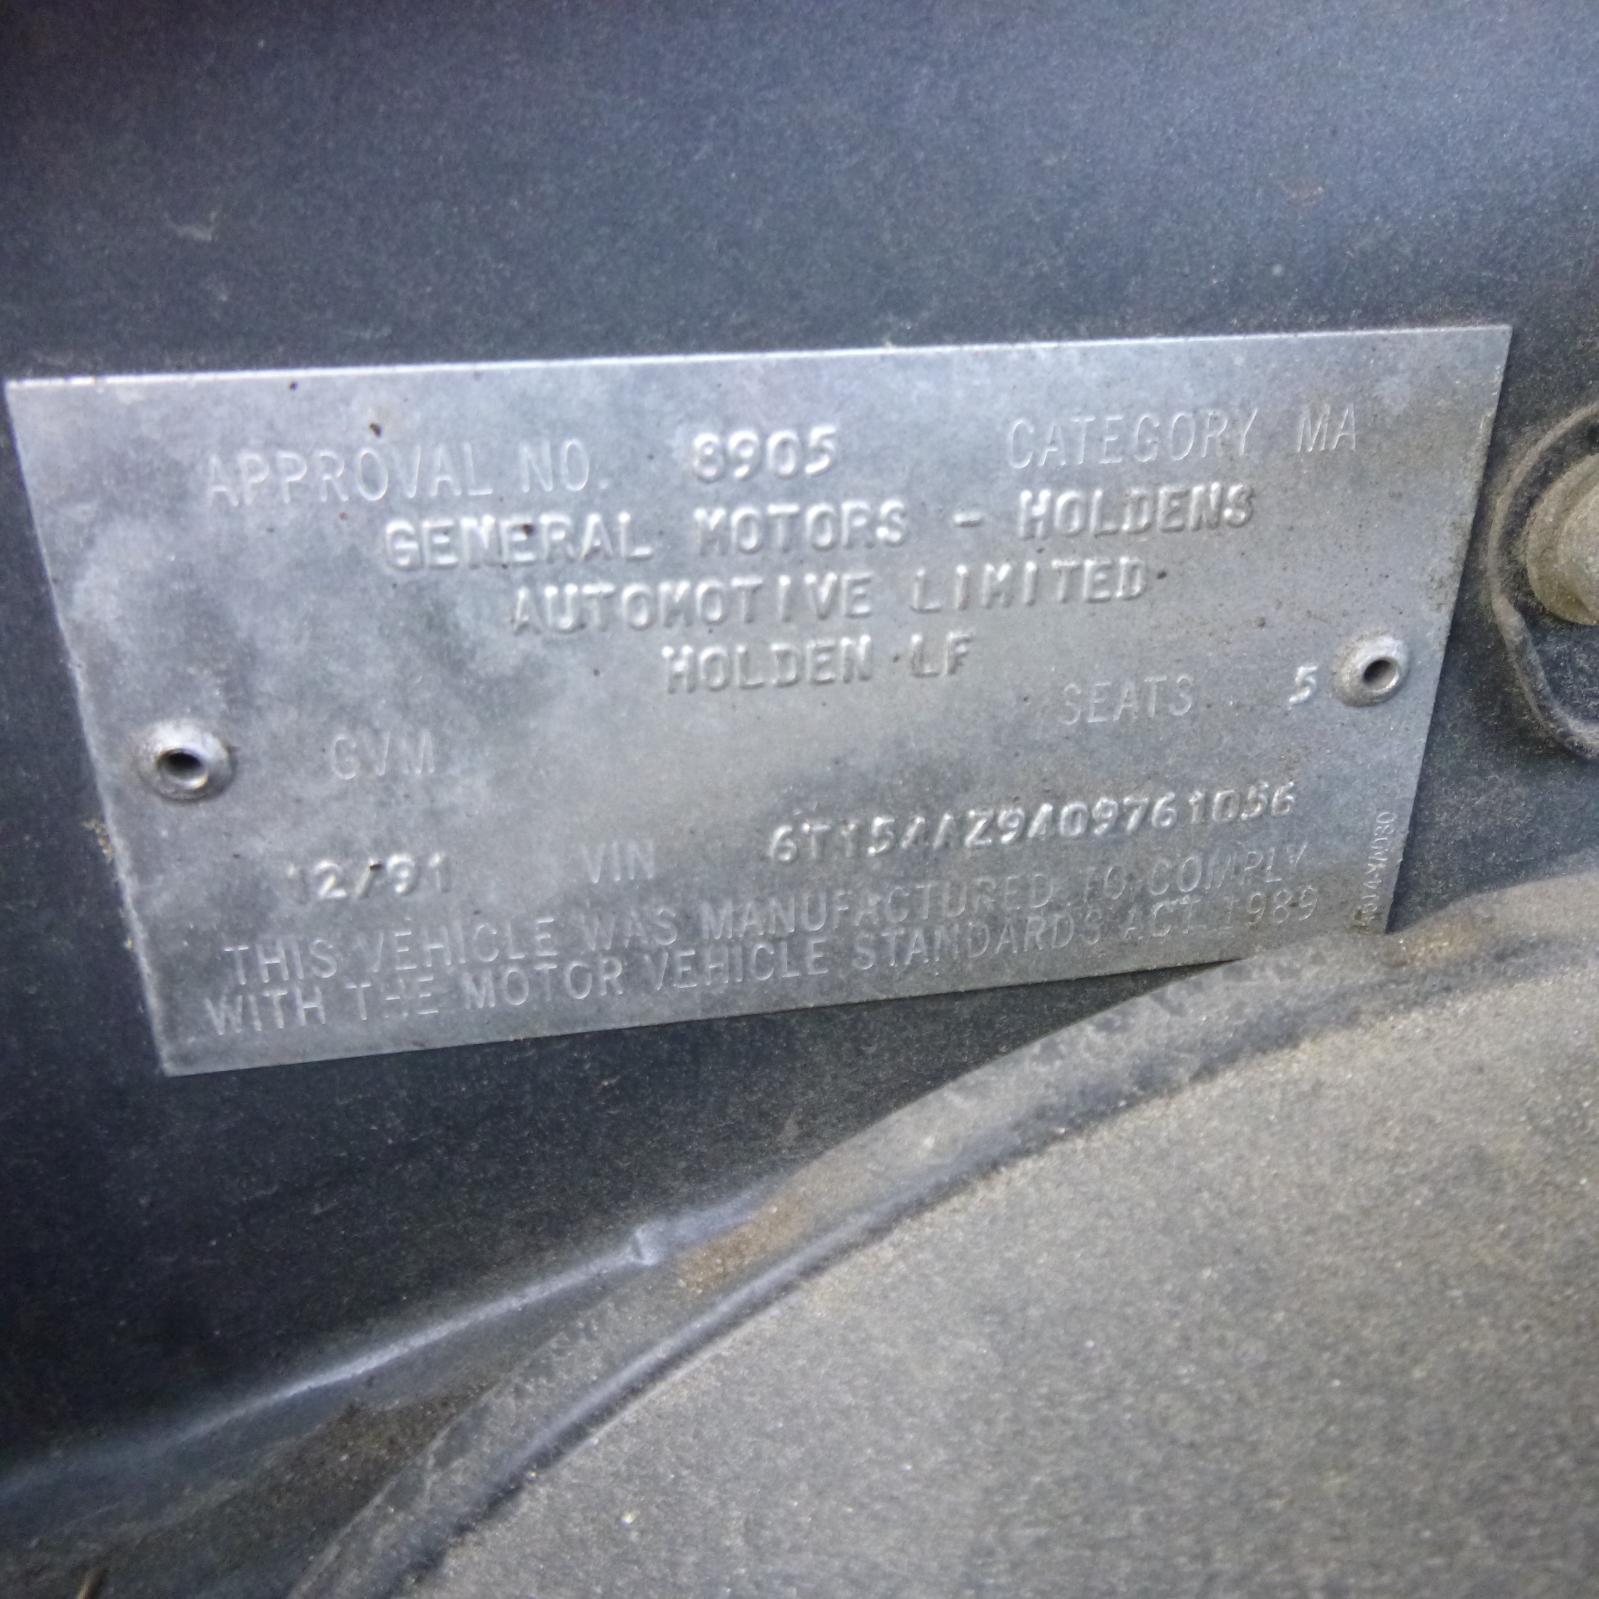 APPROVAL NO. 8905 CATEGORY MA
GENERAL MOTORS - HOLDENS
AUTOMOTIVE LIMITED
HOLDEN LF
GVM SEATS 5
12/91 VIN 6T154AZ9409761056
THIS VEHICLE WAS MANUFACTURED TO COMPLY
WITH THE MOTOR VEHICLE STANDARDS ACT 1989